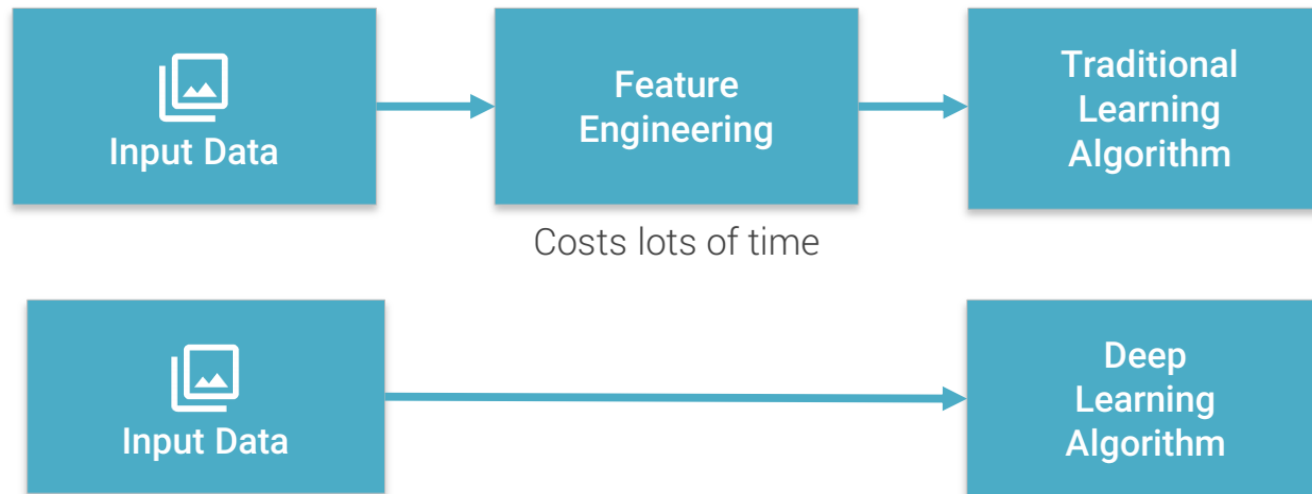 Input Data
Feature
Engineering
Traditional
Learning
Algorithm
Costs lots of time
Input Data
Deep
Learning
Algorithm